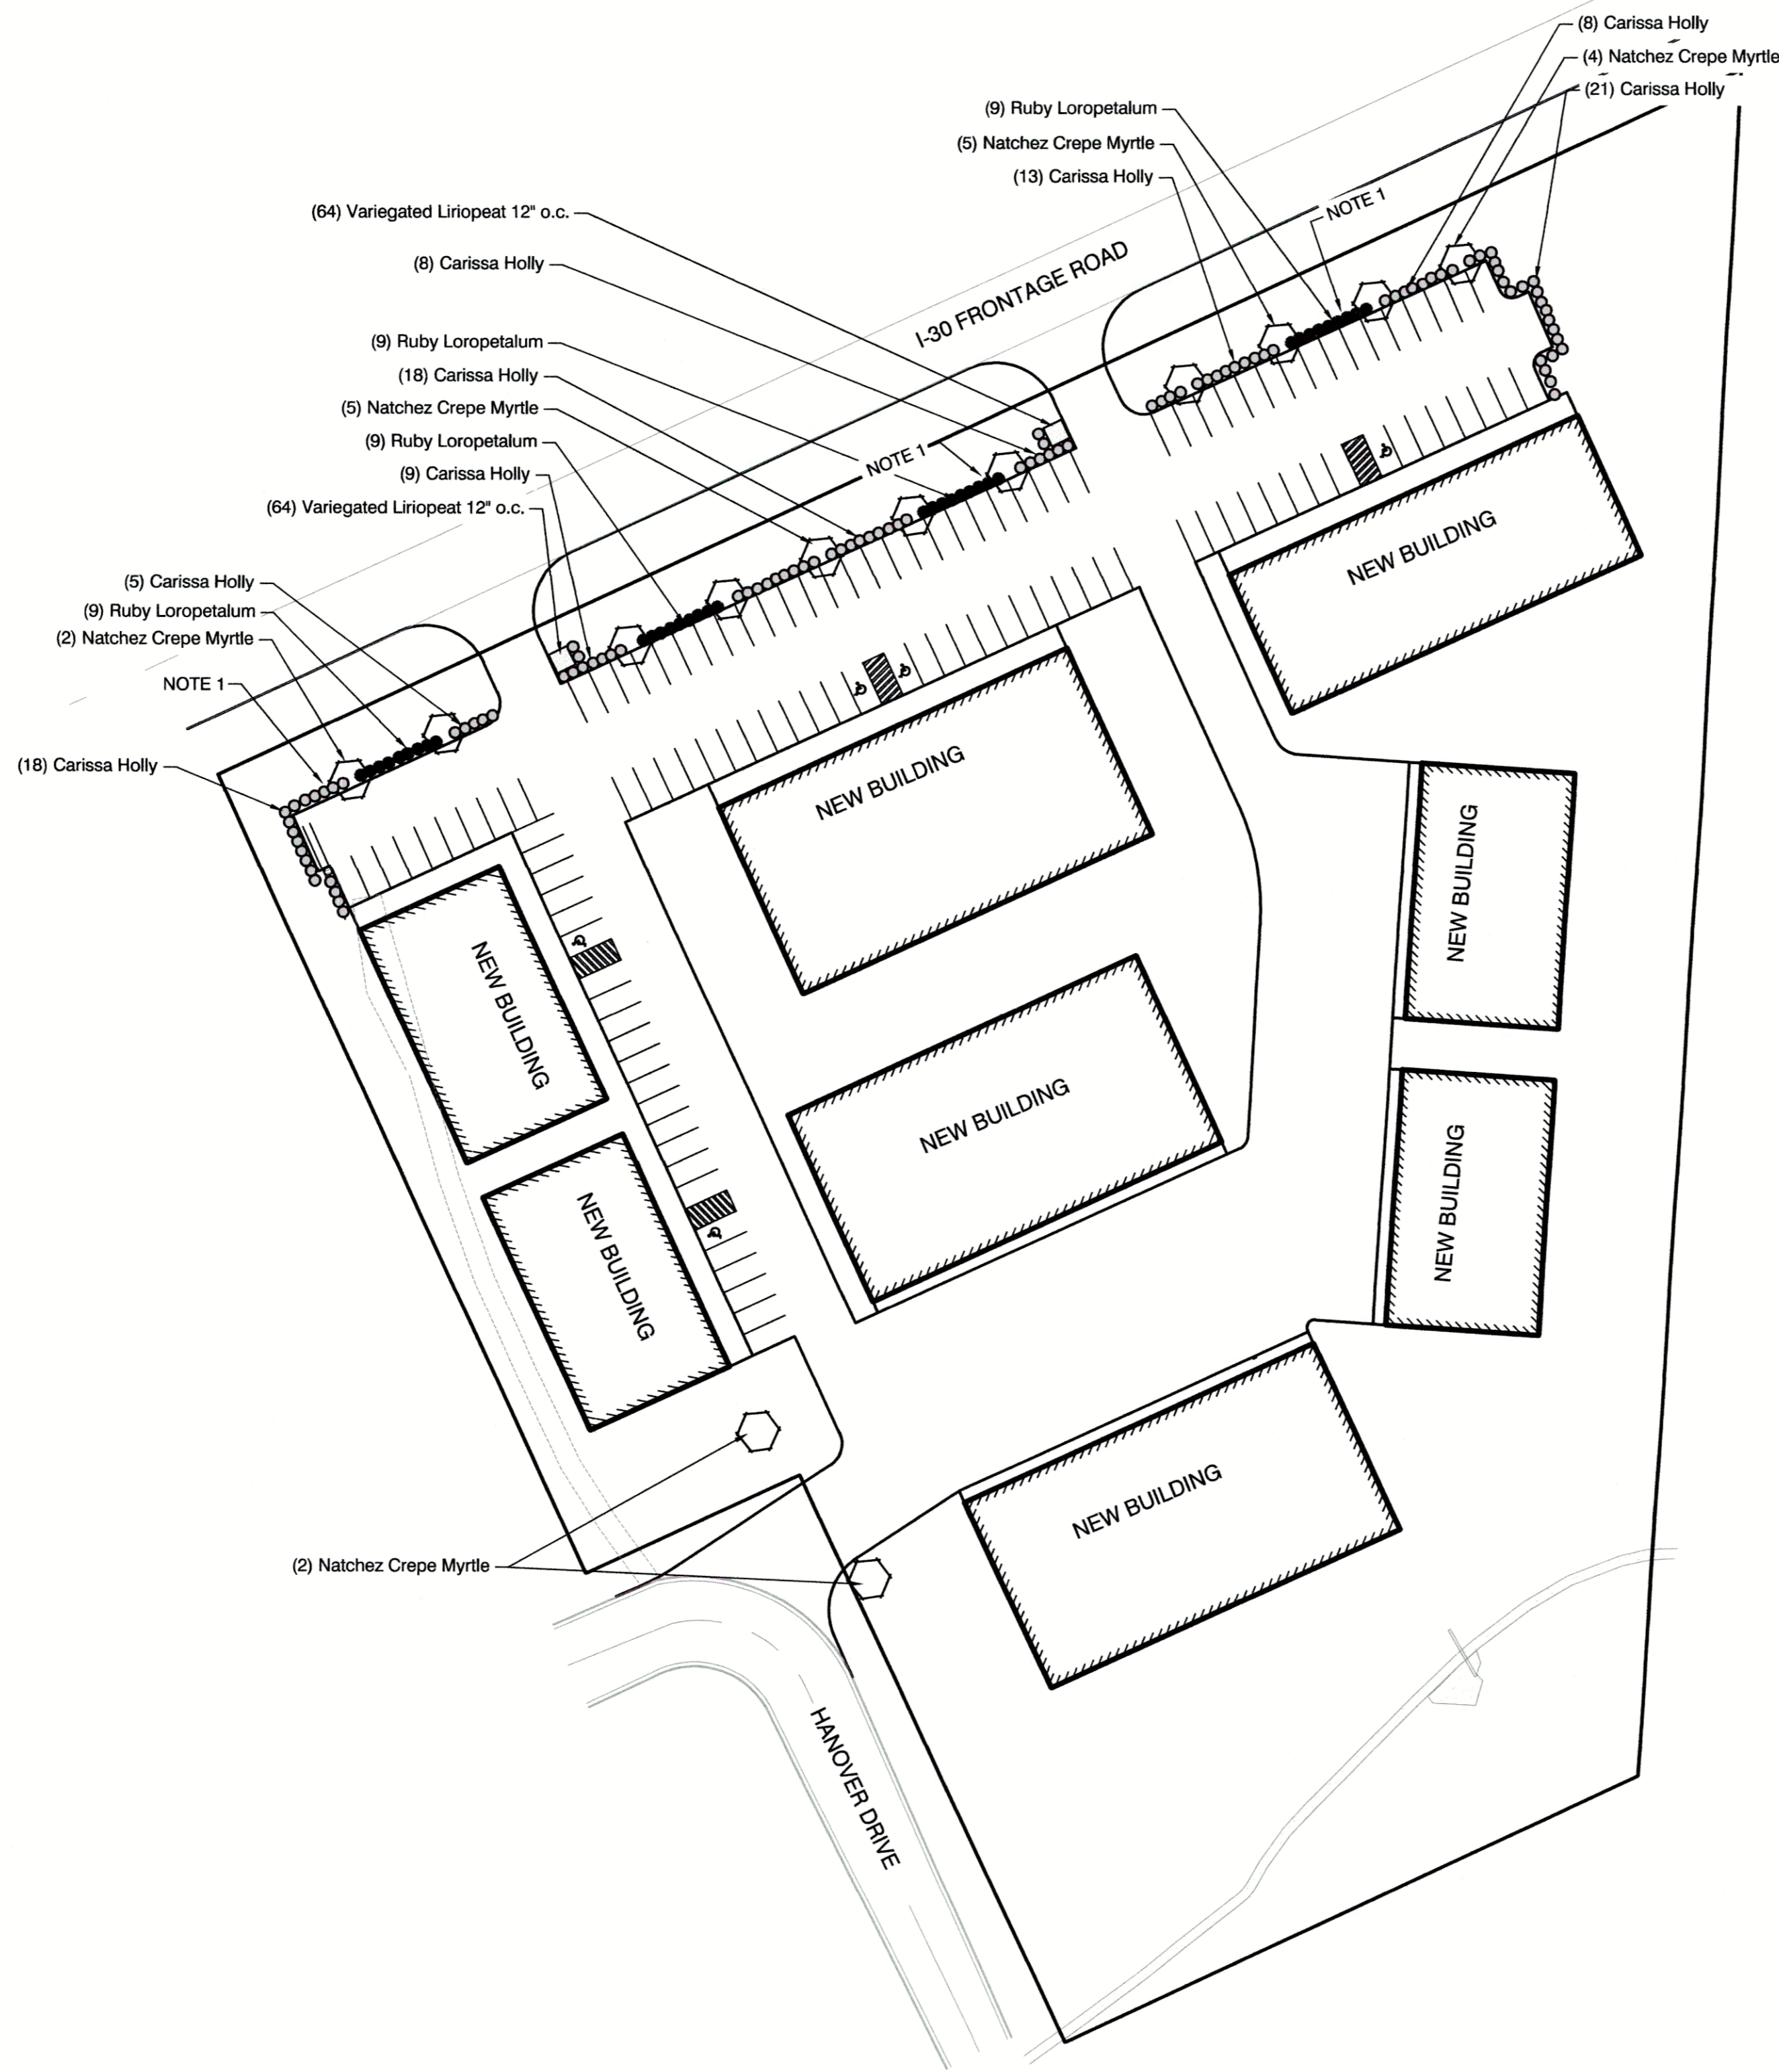 (8) Carissa Holly
(4) Natchez Crepe Myrtle
(21) Carissa Holly
(9) Ruby Loropetalum
(5) Natchez Crepe Myrtle
(13) Carissa Holly
NOTE 1
(64) Variegated Liriopeat 12" o.c.
(8) Carissa Holly
I-30 FRONTAGE ROAD
(9) Ruby Loropetalum
(18) Carissa Holly
(5) Natchez Crepe Myrtle
(9) Ruby Loropetalum
(9) Carissa Holly
(64) Variegated Liriopeat 12" o.c.
NOTE 1
(5) Carissa Holly
(9) Ruby Loropetalum
(2) Natchez Crepe Myrtle
NOTE 1
(18) Carissa Holly
NEW BUILDING
NEW BUILDING
NEW BUILDING
NEW BUILDING
NEW BUILDING
NEW BUILDING
NEW BUILDING
NEW BUILDING
(2) Natchez Crepe Myrtle
HANOVER DRIVE